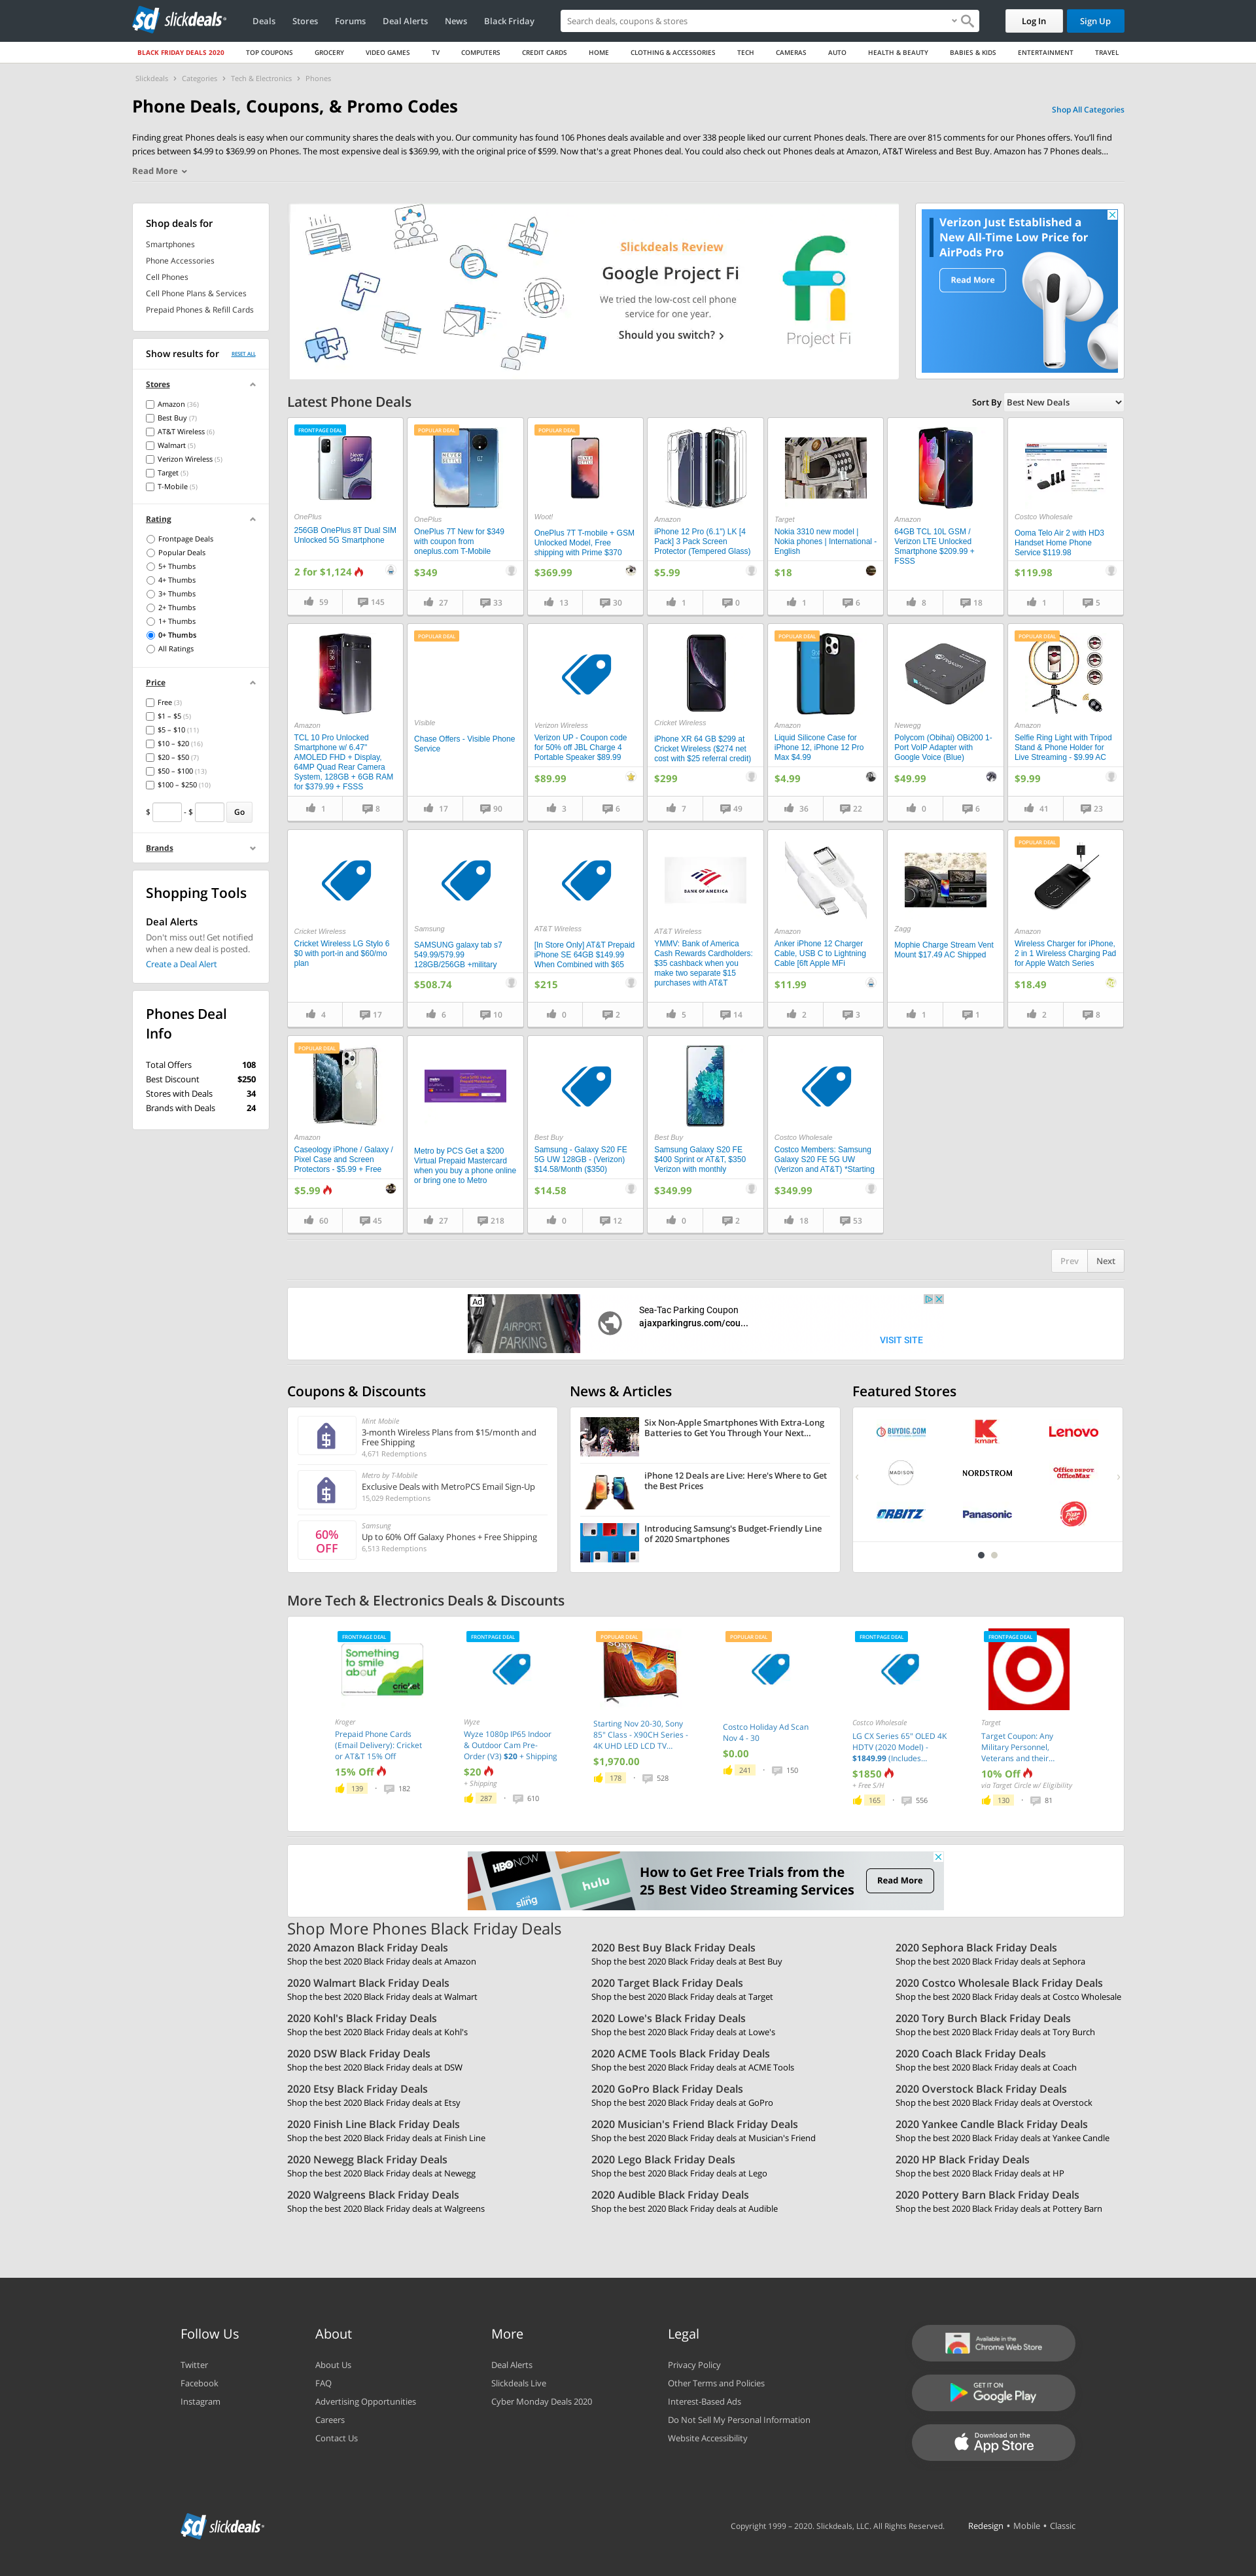 sd slickdeals
Deals Stores Forums Deal Alerts News Black Friday
Search deals, coupons & stores
Log In
Sign Up
BLACK FRIDAY DEALS 2020 TOP COUPONS GROCERY VIDEO GAMES TV COMPUTERS CREDIT CARDS HOME CLOTHING & ACCESSORIES TECH CAMERAS AUTO HEALTH & BEAUTY BABIES & KIDS ENTERTAINMENT TRAVEL
Slickdeals › Categories › Tech & Electronics › Phones
Phone Deals, Coupons, & Promo Codes
Shop All Categories
Finding great Phones deals is easy when our community shares the deals with you. Our community has found 106 Phones deals available and over 338 people liked our current Phones deals. There are over 815 comments for our Phones offers. You'll find
prices between $4.99 to $369.99 on Phones. The most expensive deal is $369.99, with the original price of $599. Now that's a great Phones deal. You could also check out Phones deals at Amazon, AT&T Wireless and Best Buy. Amazon has 7 Phones deals...
Read More
Shop deals for
Smartphones
Phone Accessories
Cell Phones
Cell Phone Plans & Services
Prepaid Phones & Refill Cards
Show results for RESET ALL
Stores
Amazon (36)
Best Buy (7)
AT&T Wireless (6)
Walmart (5)
Verizon Wireless (5)
Target (5)
T-Mobile (5)
Rating
Frontpage Deals
Popular Deals
5+ Thumbs
4+ Thumbs
3+ Thumbs
2+ Thumbs
1+ Thumbs
0+ Thumbs
All Ratings
Price
Free (3)
$1 – $5 (5)
$5 – $10 (11)
$10 – $20 (16)
$20 – $50 (7)
$50 – $100 (13)
$100 – $250 (10)
$ - $ Go
Brands
Shopping Tools
Deal Alerts
Don't miss out! Get notified
when a new deal is posted.
Create a Deal Alert
Phones Deal
Info
Total Offers 108
Best Discount $250
Stores with Deals 34
Brands with Deals 24
Slickdeals Review
Google Project Fi
We tried the low-cost cell phone
service for one year.
Should you switch? ›
Project Fi
Verizon Just Established a
New All-Time Low Price for
AirPods Pro
Read More
Latest Phone Deals
Sort By Best New Deals
FRONTPAGE DEAL
OnePlus
256GB OnePlus 8T Dual SIM
Unlocked 5G Smartphone
2 for $1,124
59 145
POPULAR DEAL
OnePlus
OnePlus 7T New for $349
with coupon from
oneplus.com T-Mobile
$349
27 33
POPULAR DEAL
Woot!
OnePlus 7T T-mobile + GSM
Unlocked Model, Free
shipping with Prime $370
$369.99
13 30
Amazon
iPhone 12 Pro (6.1") LK [4
Pack] 3 Pack Screen
Protector (Tempered Glass)
$5.99
1 0
Target
Nokia 3310 new model |
Nokia phones | International -
English
$18
1 6
Amazon
64GB TCL 10L GSM /
Verizon LTE Unlocked
Smartphone $209.99 +
FSSS
8 18
Costco Wholesale
Ooma Telo Air 2 with HD3
Handset Home Phone
Service $119.98
$119.98
1 5
Amazon
TCL 10 Pro Unlocked
Smartphone w/ 6.47"
AMOLED FHD + Display,
64MP Quad Rear Camera
System, 128GB + 6GB RAM
for $379.99 + FSSS
1 8
POPULAR DEAL
Visible
Chase Offers - Visible Phone
Service
17 90
Verizon Wireless
Verizon UP - Coupon code
for 50% off JBL Charge 4
Portable Speaker $89.99
$89.99
3 6
Cricket Wireless
iPhone XR 64 GB $299 at
Cricket Wireless ($274 net
cost with $25 referral credit)
$299
7 49
POPULAR DEAL
Amazon
Liquid Silicone Case for
iPhone 12, iPhone 12 Pro
Max $4.99
$4.99
36 22
Newegg
Polycom (Obihai) OBi200 1-
Port VoIP Adapter with
Google Voice (Blue)
$49.99
0 6
POPULAR DEAL
Amazon
Selfie Ring Light with Tripod
Stand & Phone Holder for
Live Streaming - $9.99 AC
$9.99
41 23
Cricket Wireless
Cricket Wireless LG Stylo 6
$0 with port-in and $60/mo
plan
4 17
Samsung
SAMSUNG galaxy tab s7
549.99/579.99
128GB/256GB +military
$508.74
6 10
AT&T Wireless
[In Store Only] AT&T Prepaid
iPhone SE 64GB $149.99
When Combined with $65
$215
0 2
BANK OF AMERICA
AT&T Wireless
YMMV: Bank of America
Cash Rewards Cardholders:
$35 cashback when you
make two separate $15
purchases with AT&T
5 14
Amazon
Anker iPhone 12 Charger
Cable, USB C to Lightning
Cable [6ft Apple MFi
$11.99
2 3
Zagg
Mophie Charge Stream Vent
Mount $17.49 AC Shipped
1 1
POPULAR DEAL
Amazon
Wireless Charger for iPhone,
2 in 1 Wireless Charging Pad
for Apple Watch Series
$18.49
2 8
POPULAR DEAL
Amazon
Caseology iPhone / Galaxy /
Pixel Case and Screen
Protectors - $5.99 + Free
$5.99
60 45
Metro by PCS Get a $200
Virtual Prepaid Mastercard
when you buy a phone online
or bring one to Metro
27 218
Best Buy
Samsung - Galaxy S20 FE
5G UW 128GB - (Verizon)
$14.58/Month ($350)
$14.58
0 12
Best Buy
Samsung Galaxy S20 FE
$400 Sprint or AT&T, $350
Verizon with monthly
$349.99
0 2
Costco Wholesale
Costco Members: Samsung
Galaxy S20 FE 5G UW
(Verizon and AT&T) *Starting
$349.99
18 53
Prev Next
Ad
AIRPORT
PARKING
Sea-Tac Parking Coupon
ajaxparkingrus.com/cou...
VISIT SITE
Coupons & Discounts
Mint Mobile
3-month Wireless Plans from $15/month and
Free Shipping
4,671 Redemptions
Metro by T-Mobile
Exclusive Deals with MetroPCS Email Sign-Up
15,029 Redemptions
60%
OFF
Samsung
Up to 60% Off Galaxy Phones + Free Shipping
6,513 Redemptions
News & Articles
Six Non-Apple Smartphones With Extra-Long
Batteries to Get You Through Your Next...
iPhone 12 Deals are Live: Here's Where to Get
the Best Prices
Introducing Samsung's Budget-Friendly Line
of 2020 Smartphones
Featured Stores
BUYDIG.COM
Kmart
Lenovo
MADISON
NORDSTROM
Office DEPOT
OfficeMax
ORBITZ
Panasonic
Pizza Hut
More Tech & Electronics Deals & Discounts
FRONTPAGE DEAL
Something
to smile
about
cricket
Kroger
Prepaid Phone Cards
(Email Delivery): Cricket
or AT&T 15% Off
15% Off
139 • 182
FRONTPAGE DEAL
Wyze
Wyze 1080p IP65 Indoor
& Outdoor Cam Pre-
Order (V3) $20 + Shipping
$20
+ Shipping
287 • 610
POPULAR DEAL
SONY
Starting Nov 20-30, Sony
85" Class - X90CH Series -
4K UHD LED LCD TV...
$1,970.00
178 • 528
POPULAR DEAL
Costco Holiday Ad Scan
Nov 4 - 30
$0.00
241 • 150
FRONTPAGE DEAL
Costco Wholesale
LG CX Series 65" OLED 4K
HDTV (2020 Model) -
$1849.99 (Includes...
$1850
+ Free S/H
165 • 556
FRONTPAGE DEAL
Target
Target Coupon: Any
Military Personnel,
Veterans and their...
10% Off
via Target Circle w/ Eligibility
130 • 81
HBO NOW
sling
hulu
How to Get Free Trials from the
25 Best Video Streaming Services
Read More
Shop More Phones Black Friday Deals
2020 Amazon Black Friday Deals
Shop the best 2020 Black Friday deals at Amazon
2020 Best Buy Black Friday Deals
Shop the best 2020 Black Friday deals at Best Buy
2020 Sephora Black Friday Deals
Shop the best 2020 Black Friday deals at Sephora
2020 Walmart Black Friday Deals
Shop the best 2020 Black Friday deals at Walmart
2020 Target Black Friday Deals
Shop the best 2020 Black Friday deals at Target
2020 Costco Wholesale Black Friday Deals
Shop the best 2020 Black Friday deals at Costco Wholesale
2020 Kohl's Black Friday Deals
Shop the best 2020 Black Friday deals at Kohl's
2020 Lowe's Black Friday Deals
Shop the best 2020 Black Friday deals at Lowe's
2020 Tory Burch Black Friday Deals
Shop the best 2020 Black Friday deals at Tory Burch
2020 DSW Black Friday Deals
Shop the best 2020 Black Friday deals at DSW
2020 ACME Tools Black Friday Deals
Shop the best 2020 Black Friday deals at ACME Tools
2020 Coach Black Friday Deals
Shop the best 2020 Black Friday deals at Coach
2020 Etsy Black Friday Deals
Shop the best 2020 Black Friday deals at Etsy
2020 GoPro Black Friday Deals
Shop the best 2020 Black Friday deals at GoPro
2020 Overstock Black Friday Deals
Shop the best 2020 Black Friday deals at Overstock
2020 Finish Line Black Friday Deals
Shop the best 2020 Black Friday deals at Finish Line
2020 Musician's Friend Black Friday Deals
Shop the best 2020 Black Friday deals at Musician's Friend
2020 Yankee Candle Black Friday Deals
Shop the best 2020 Black Friday deals at Yankee Candle
2020 Newegg Black Friday Deals
Shop the best 2020 Black Friday deals at Newegg
2020 Lego Black Friday Deals
Shop the best 2020 Black Friday deals at Lego
2020 HP Black Friday Deals
Shop the best 2020 Black Friday deals at HP
2020 Walgreens Black Friday Deals
Shop the best 2020 Black Friday deals at Walgreens
2020 Audible Black Friday Deals
Shop the best 2020 Black Friday deals at Audible
2020 Pottery Barn Black Friday Deals
Shop the best 2020 Black Friday deals at Pottery Barn
Follow Us
Twitter
Facebook
Instagram
About
About Us
FAQ
Advertising Opportunities
Careers
Contact Us
More
Deal Alerts
Slickdeals Live
Cyber Monday Deals 2020
Legal
Privacy Policy
Other Terms and Policies
Interest-Based Ads
Do Not Sell My Personal Information
Website Accessibility
Available in the
Chrome Web Store
GET IT ON
Google Play
Download on the
App Store
sd slickdeals
Copyright 1999 – 2020. Slickdeals, LLC. All Rights Reserved.
Redesign • Mobile • Classic